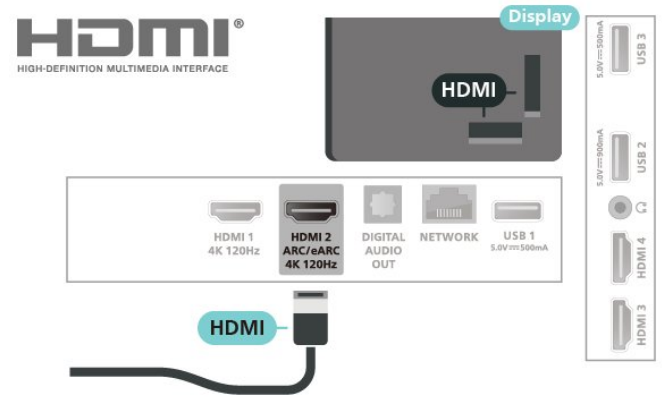 HDMI®
HIGH-DEFINITION MULTIMEDIA INTERFACE
Display
HDMI
HDMI 1
4K 120Hz
HDMI 2
ARC/eARC
4K 120Hz
DIGITAL
AUDIO
OUT
NETWORK
USB 1
5.0V⎓500mA
HDMI
5.0V⎓500mA
USB 3
5.0V⎓900mA
USB 2
HDMI 4
HDMI 3